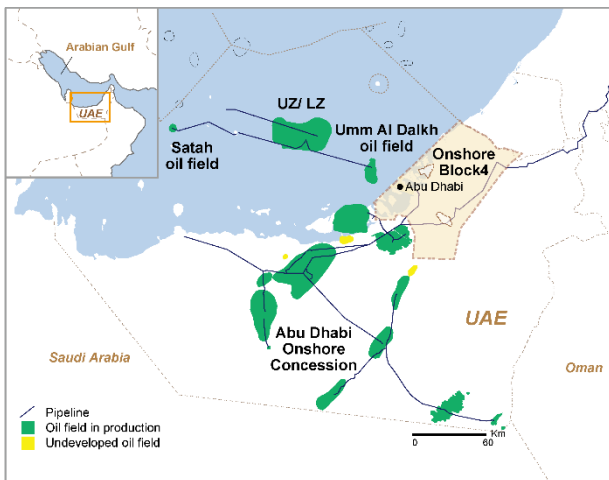 Arabian Gulf
UAE
UZ/ LZ
Umm Al Dalkh
oil field
Satah
oil field
Onshore
Block4
Abu Dhabi
Abu Dhabi
Onshore
Concession
UAE
Saudi Arabia
Oman
Pipeline
Oil field in production
Undeveloped oil field
Km
0
60